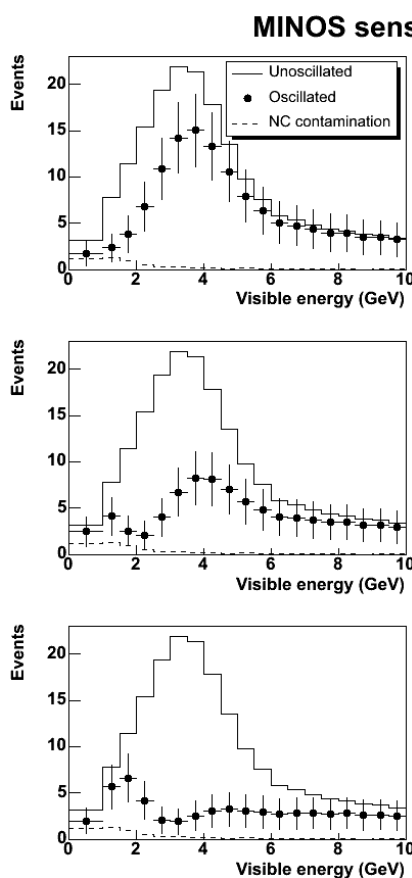 MINOS sens
Events
20
15
10
5
0
Unoscillated
Oscillated
NC contamination
0 2 4 6 8 10
Visible energy (GeV)
Events
20
15
10
5
0
0 2 4 6 8 10
Visible energy (GeV)
Events
20
15
10
5
0
0 2 4 6 8 10
Visible energy (GeV)